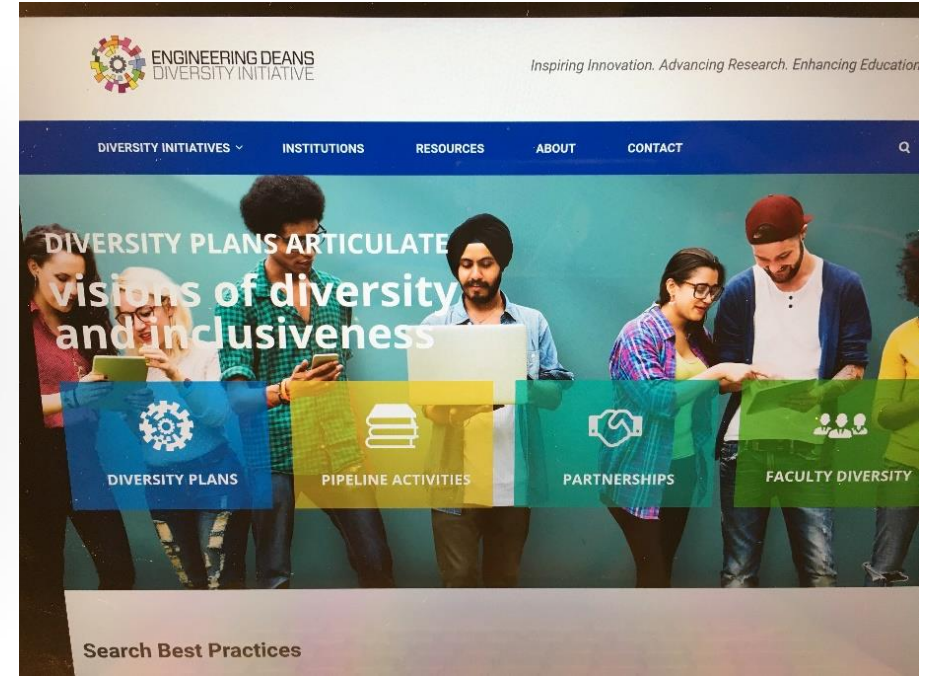 ENGINEERING DEANS
DIVERSITY INITIATIVE
Inspiring Innovation. Advancing Research. Enhancing Education
DIVERSITY INITIATIVES
INSTITUTIONS
RESOURCES
ABOUT
CONTACT
DIVERSITY PLANS ARTICULATE
visions of diversity
and inclusiveness
DIVERSITY PLANS
PIPELINE ACTIVITIES
PARTNERSHIPS
FACULTY DIVERSITY
Search Best Practices